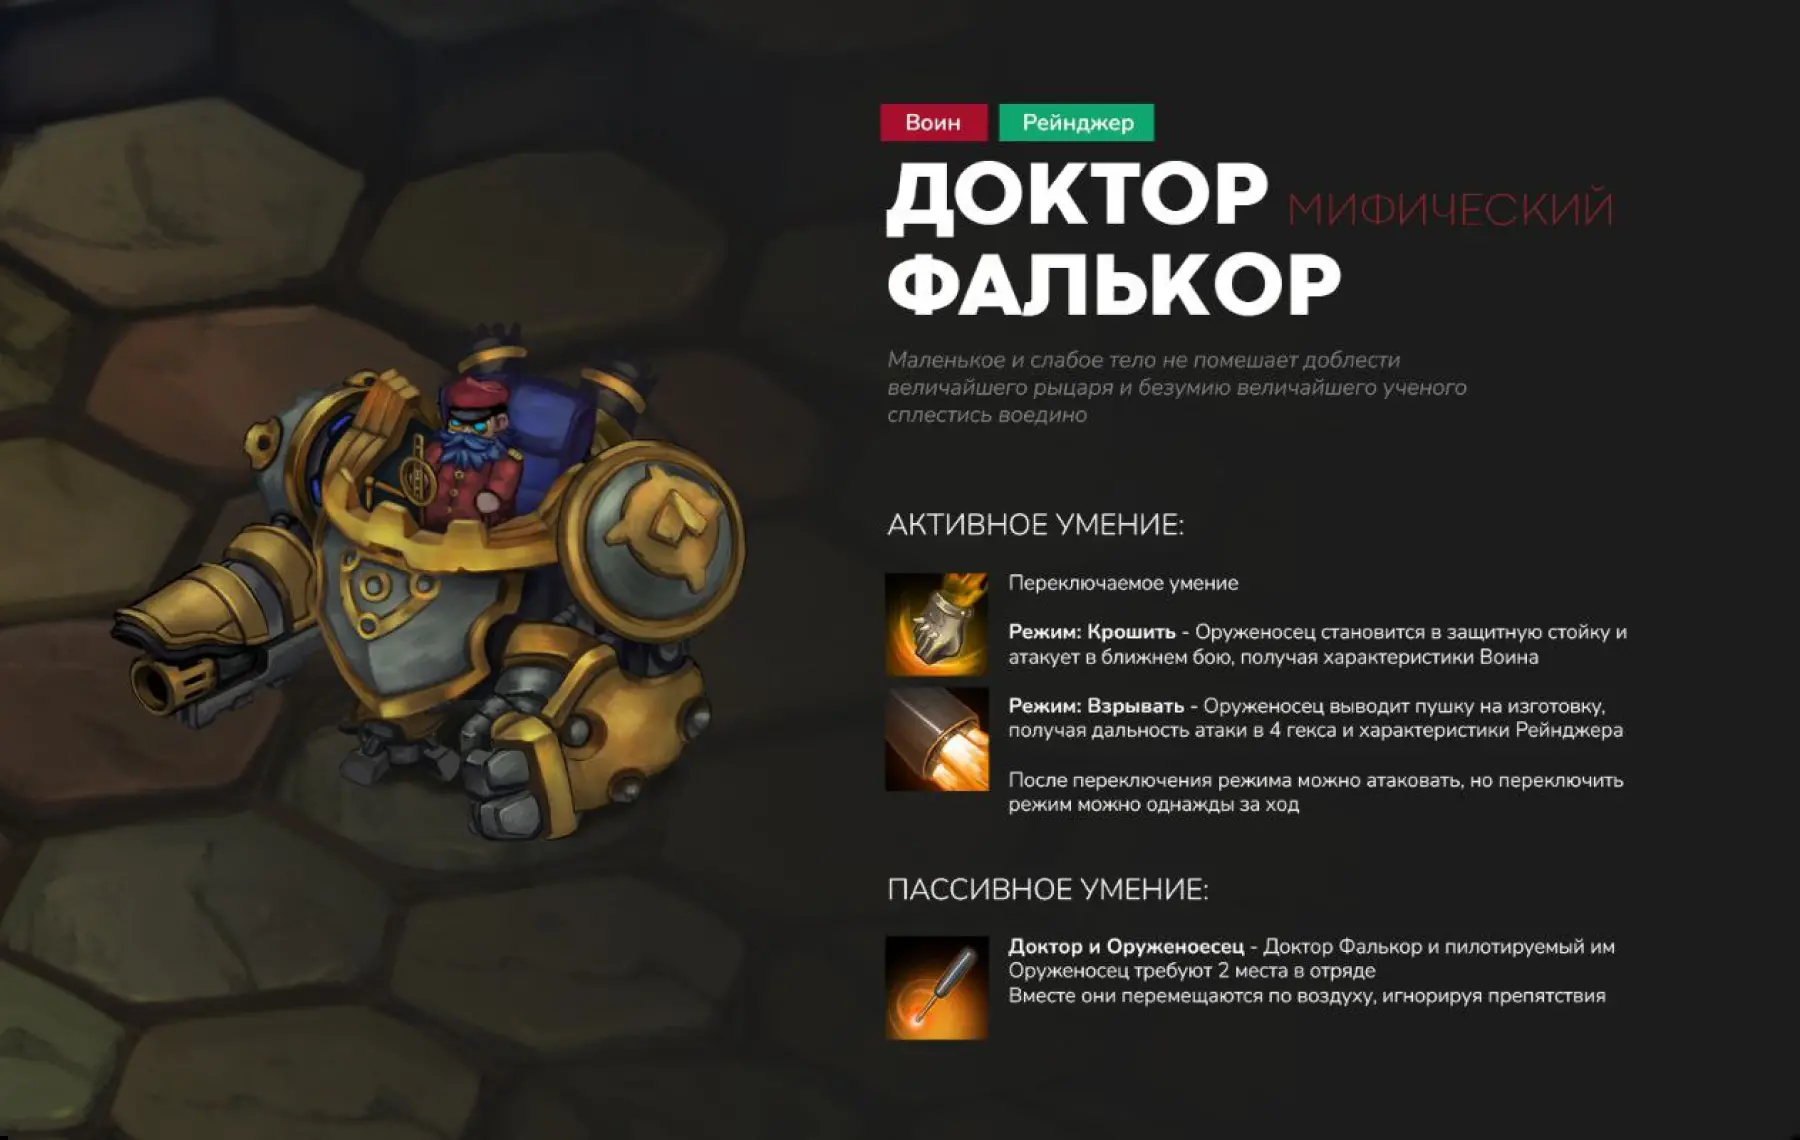 Воин Рейнджер
ДОКТОР МИФИЧЕСКИЙ
ФАЛЬКОР
Маленькое и слабое тело не помешает доблести
величайшего рыцаря и безумию величайшего ученого
сплестись воедино
АКТИВНОЕ УМЕНИЕ:
Переключаемое умение
Режим: Крошить - Оруженосец становится в защитную стойку и
атакует в ближнем бою, получая характеристики Воина
Режим: Взрывать - Оруженосец выводит пушку на изготовку,
получая дальность атаки в 4 гекса и характеристики Рейнджера
После переключения режима можно атаковать, но переключить
режим можно однажды за ход
ПАССИВНОЕ УМЕНИЕ:
Доктор и Оруженоесец - Доктор Фалькор и пилотируемый им
Оруженосец требуют 2 места в отряде
Вместе они перемещаются по воздуху, игнорируя препятствия